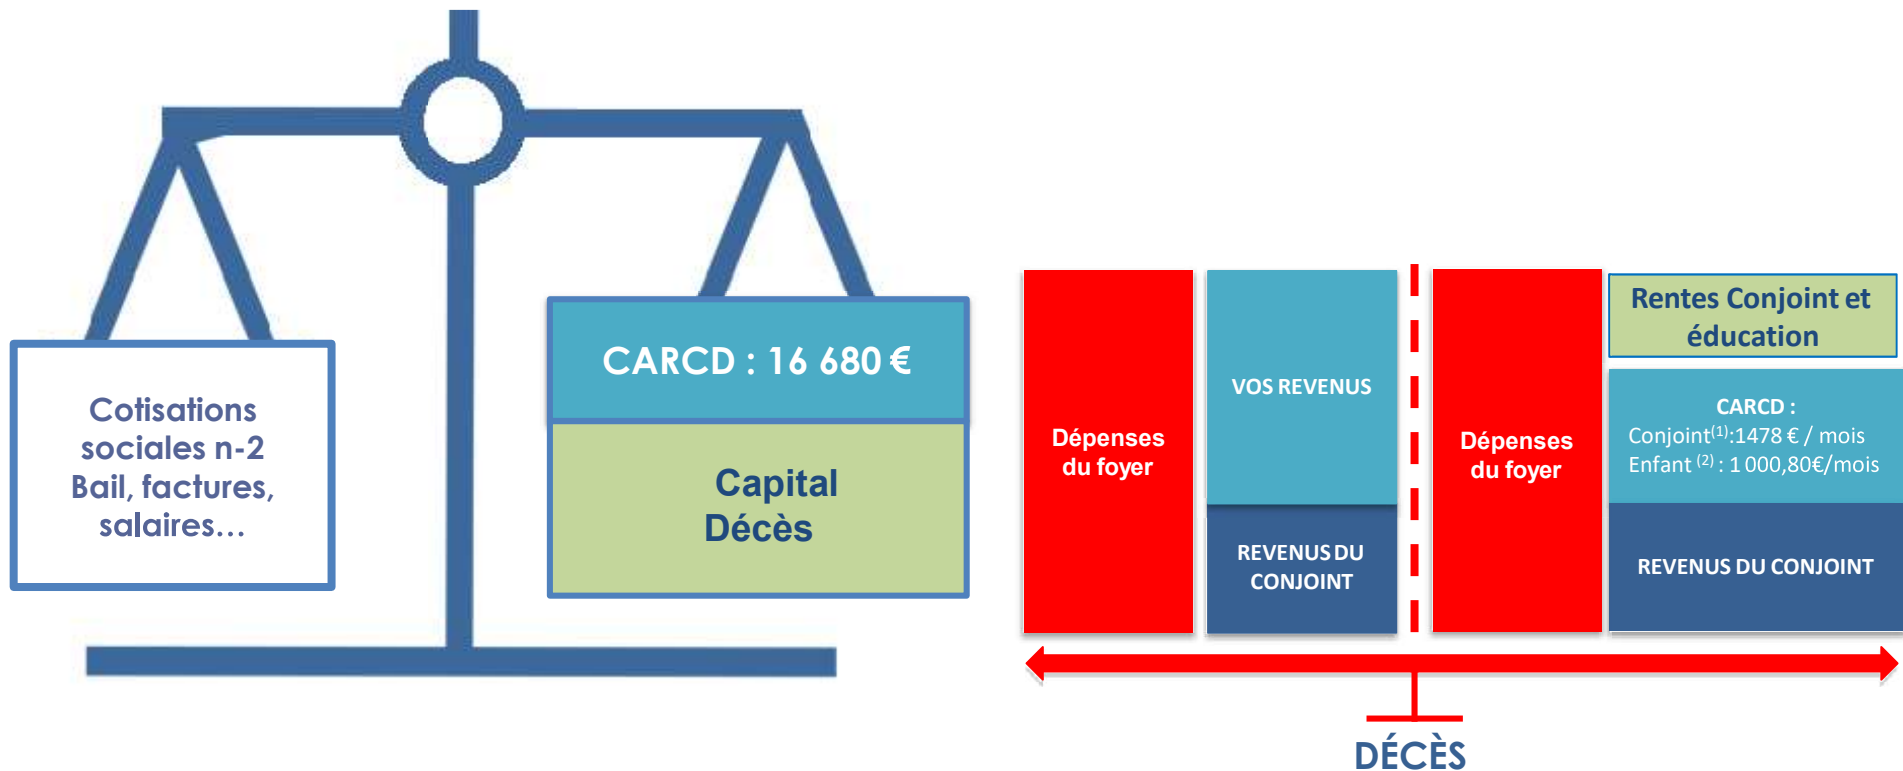 Cotisations
sociales n-2
Bail, factures,
salaires...
CARCD : 16 680 €
Capital
Décès
Dépenses
du foyer
VOS REVENUS
REVENUS DU
CONJOINT
Dépenses
du foyer
Rentes Conjoint et
éducation
CARCD :
Conjoint(1):1478 € / mois
Enfant (2) : 1 000,80€/mois
REVENUS DU CONJOINT
DÉCÈS